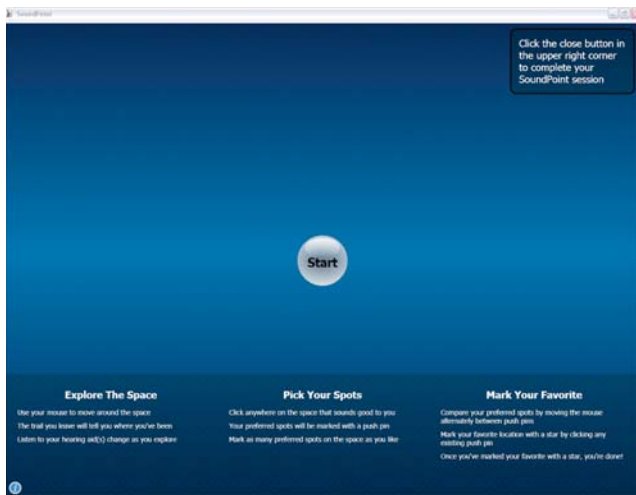 SoundPoint
Click the close button in
the upper right corner
to complete your
SoundPoint session
Start
Explore The Space
Use your mouse to move around the space
The trail you leave will tell you where you've been
Listen to your hearing aid(s) change as you explore
Pick Your Spots
Click anywhere on the space that sounds good to you
Your preferred spots will be marked with a push pin
Mark as many preferred spots on the space as you like
Mark Your Favorite
Compare your preferred spots by moving the mouse
alternately between push pins
Mark your favorite location with a star by clicking any
existing push pin
Once you've marked your favorite with a star, you're done!